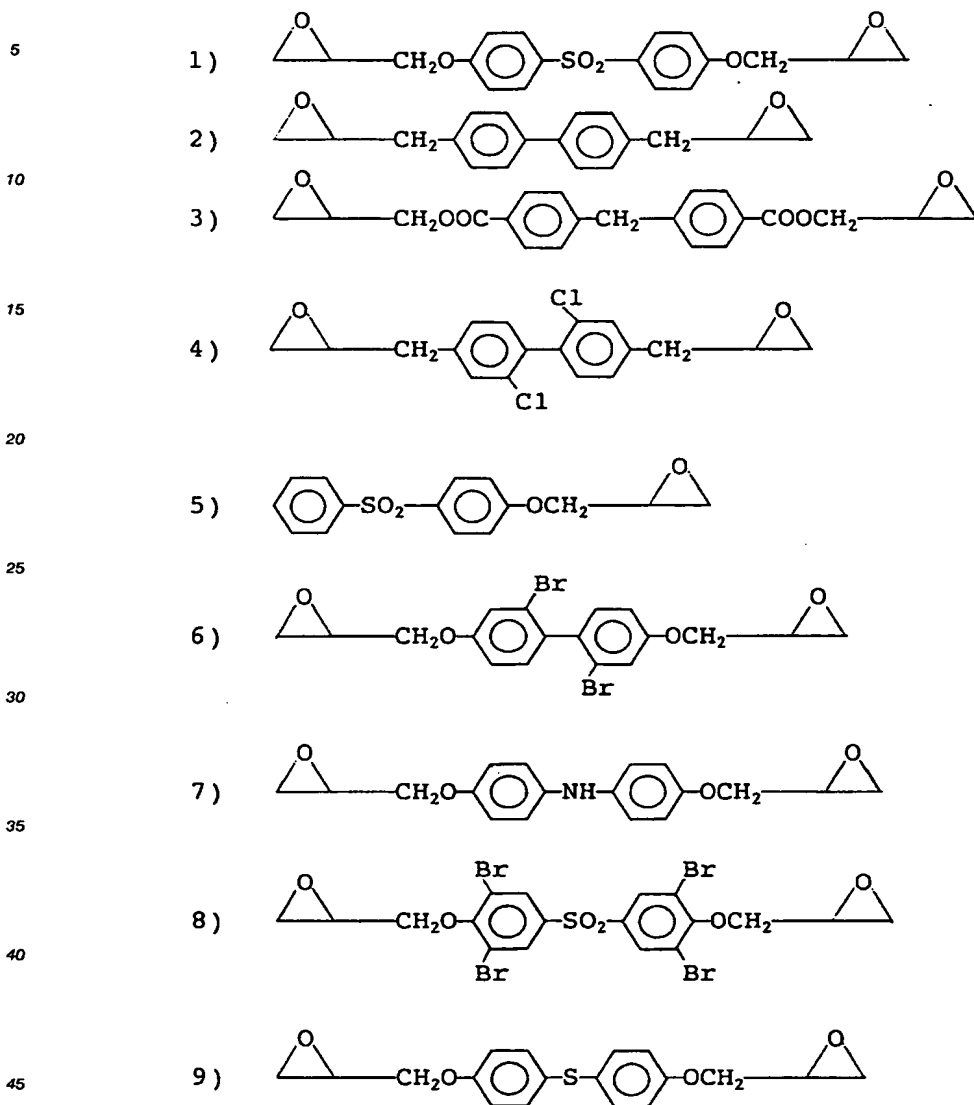 O O
5 1) CH2O SO2 OCH2
O O
2) CH2 CH2
10 O O
3) CH2OOC CH2 COOCH2
15 O Cl O
4) CH2 CH2
Cl
20
O
5) SO2 OCH2
25
O Br O
6) CH2O OCH2
Br
30
O O
7) CH2O NH OCH2
35
O Br Br O
8) CH2O SO2 OCH2
40 Br Br
O O
9) CH2O S OCH2
45